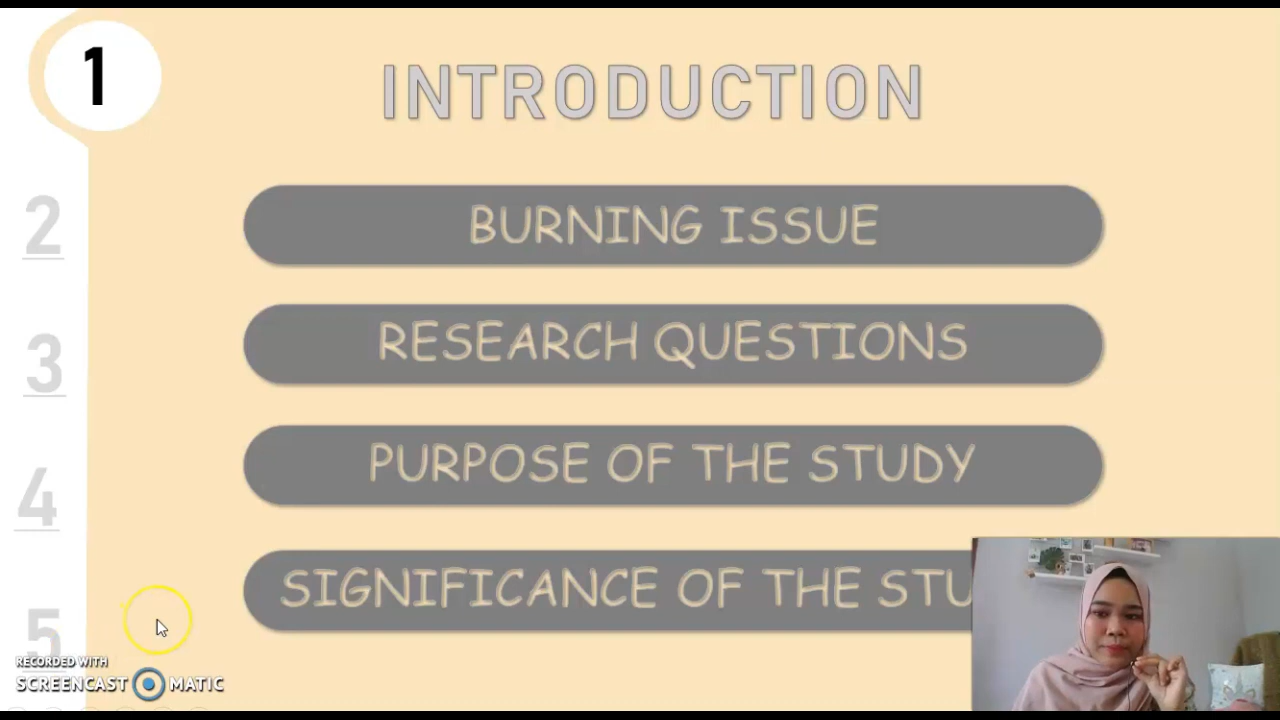 1
INTRODUCTION
BURNING ISSUE
2
RESEARCH QUESTIONS
3
PURPOSE OF THE STUDY
4
SIGNIFICANCE OF THE STU
5
RECORDED WITH
SCREENCAST MATIC